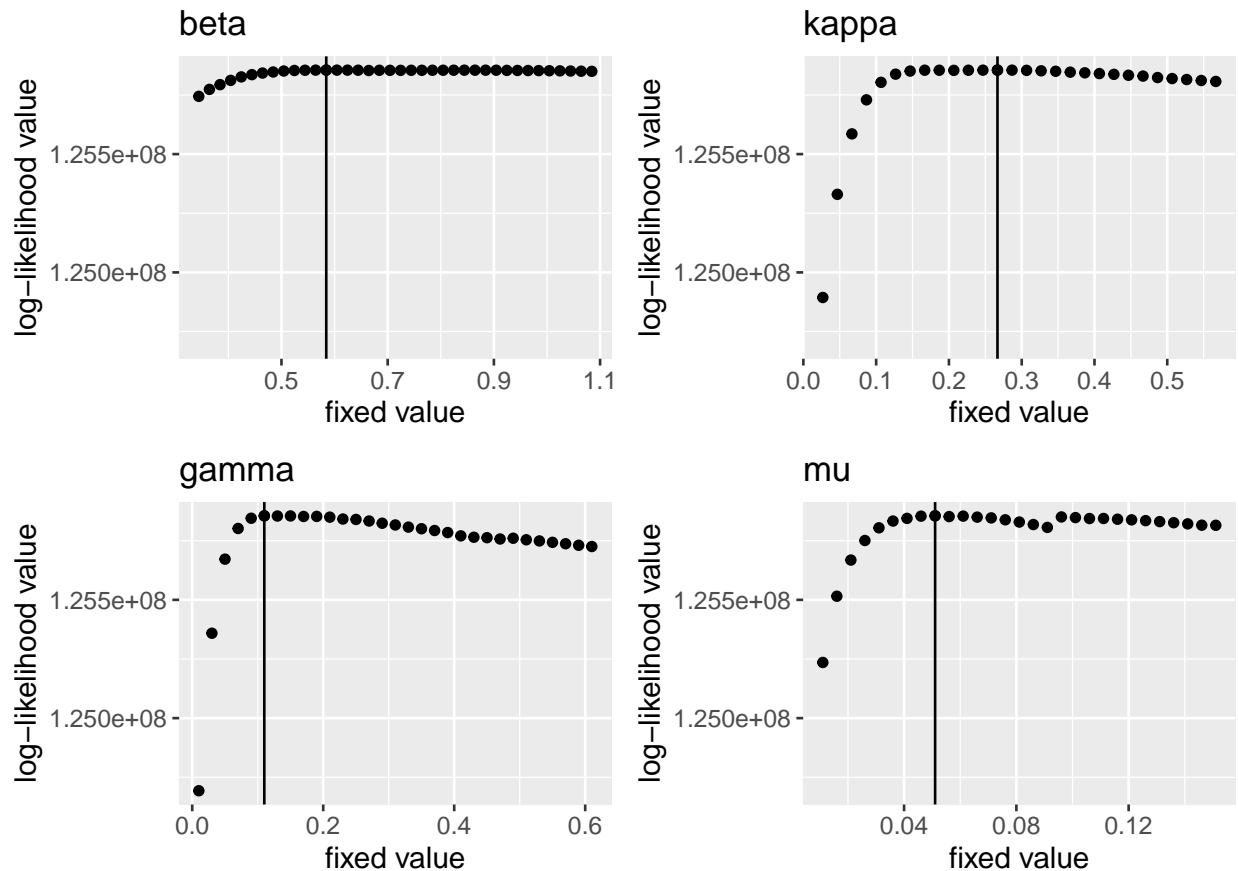 beta
log−likelihood value
1.255e+08
1.250e+08
0.5 0.7 0.9 1.1
fixed value
kappa
log−likelihood value
1.255e+08
1.250e+08
0.0 0.1 0.2 0.3 0.4 0.5
fixed value
gamma
log−likelihood value
1.255e+08
1.250e+08
0.0 0.2 0.4 0.6
fixed value
mu
log−likelihood value
1.255e+08
1.250e+08
0.04 0.08 0.12
fixed value